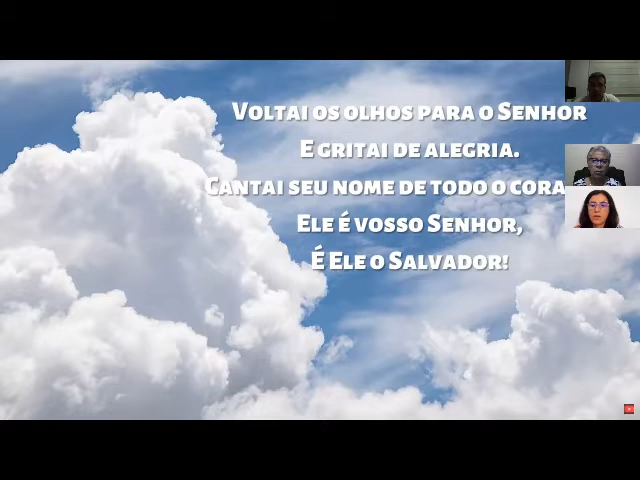 Voltai os olhos para o Senhor
E gritai de alegria.
Cantai seu nome de todo o cora
Ele é vosso Senhor,
É Ele o Salvador!